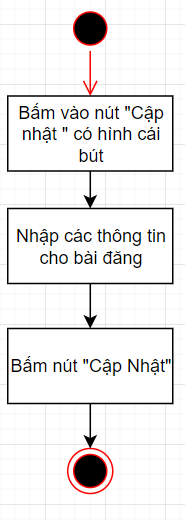 Bấm vào nút "Cập
nhật " có hình cái
bút
Nhập các thông tin
cho bài đăng
Bấm nút "Cập Nhật"